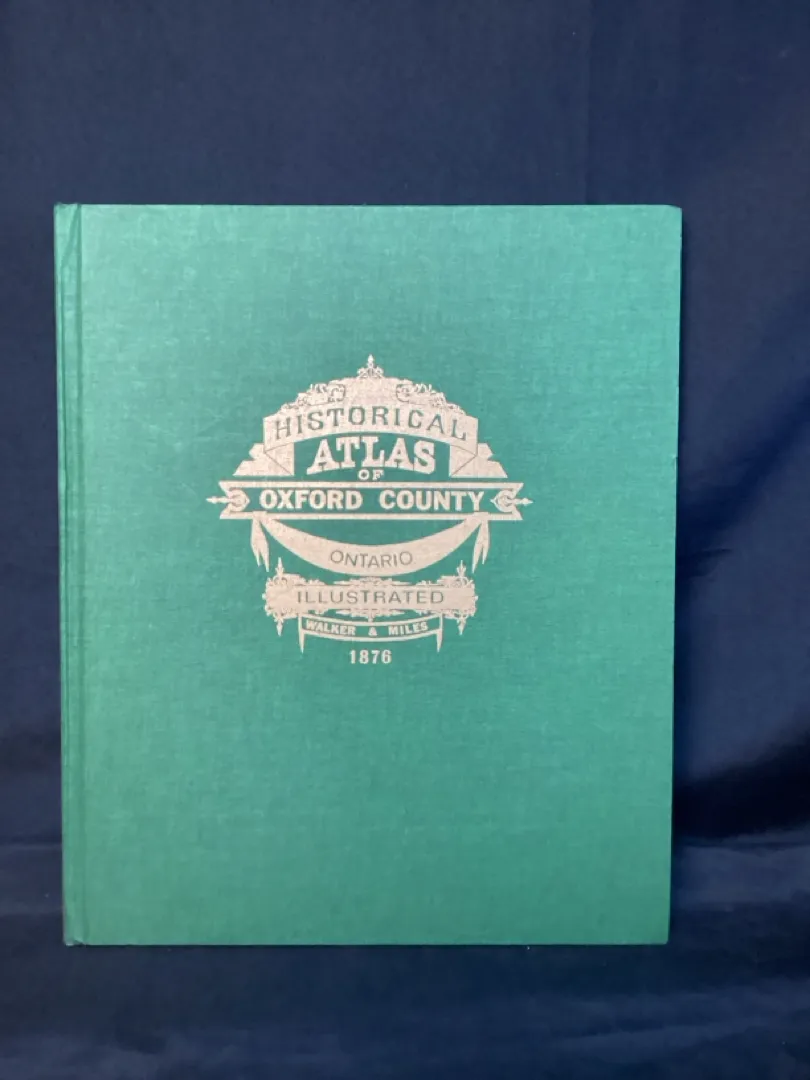 HISTORICAL
ATLAS
OF
OXFORD COUNTY
ONTARIO
ILLUSTRATED
WALKER & MILES
1876